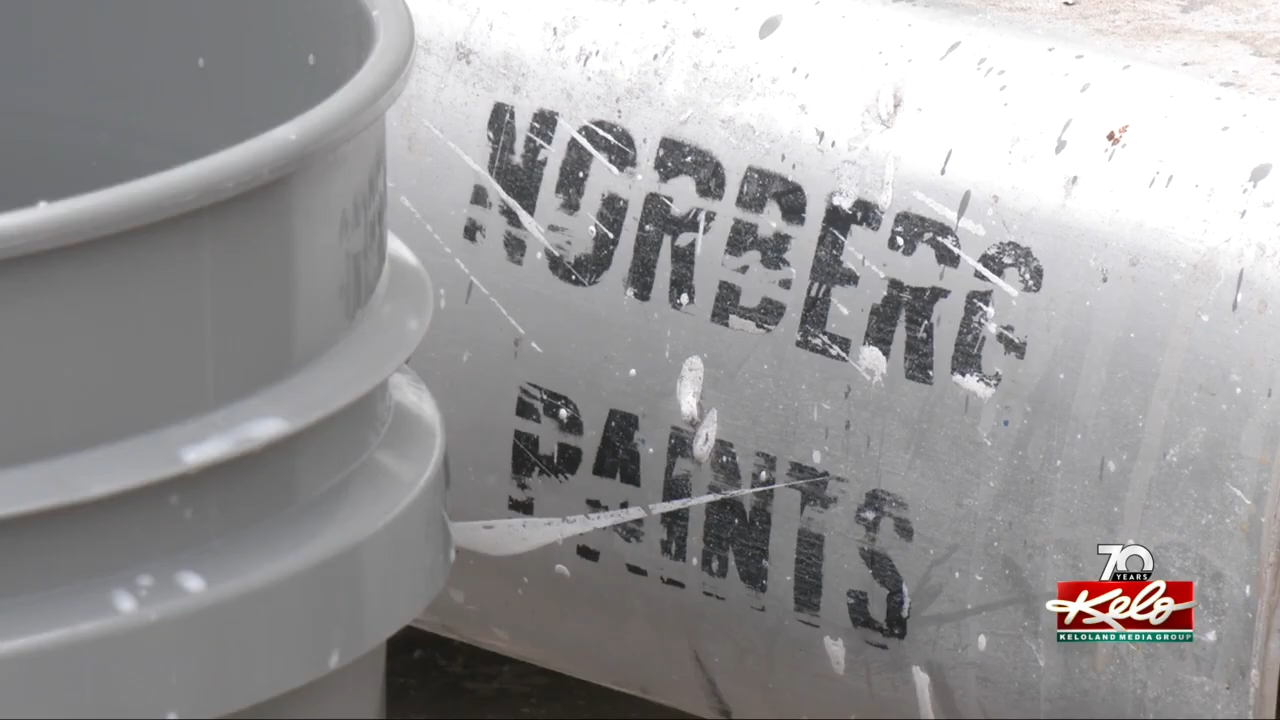 NORBERG
PAINTS
70
YEARS
Kelo
KELOLAND MEDIA GROUP